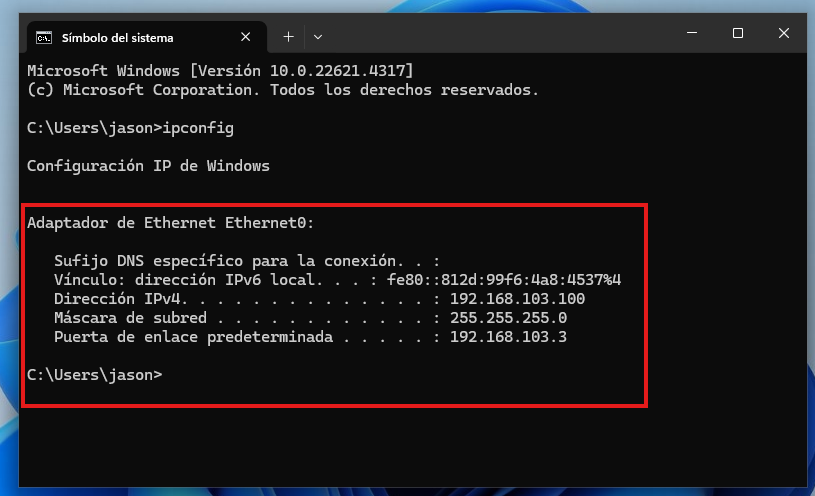 Símbolo del sistema
Microsoft Windows [Versión 10.0.22621.4317]
(c) Microsoft Corporation. Todos los derechos reservados.
C:\Users\jason>ipconfig
Configuración IP de Windows
Adaptador de Ethernet Ethernet0:
Sufijo DNS específico para la conexión. . :
Vínculo: dirección IPv6 local. . . : fe80::812d:99f6:4a8:4537%4
Dirección IPv4. . . . . . . . . . . . . . : 192.168.103.100
Máscara de subred . . . . . . . . . . . . : 255.255.255.0
Puerta de enlace predeterminada . . . . . : 192.168.103.3
C:\Users\jason>